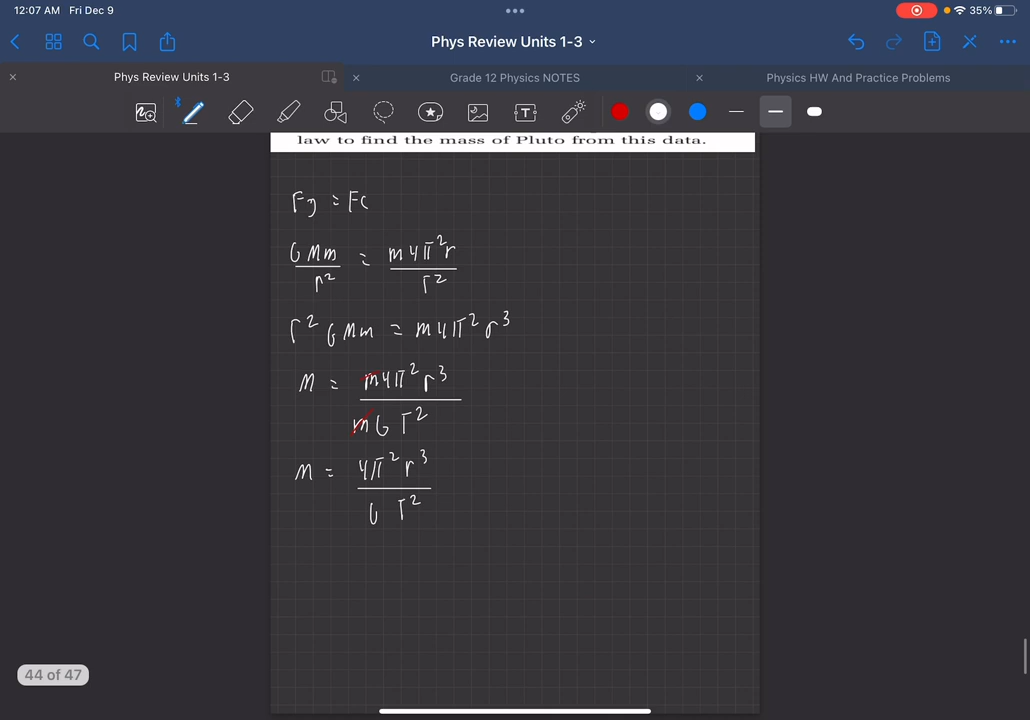 12:07 AM Fri Dec 9
35%
Phys Review Units 1-3
Phys Review Units 1-3
Grade 12 Physics NOTES
Physics HW And Practice Problems
law to find the mass of Pluto from this data.
Fg = Fc
GMm/r² = m4π²r/T²
T²GMm = m4π²r³
M = m4π²r³/mGT²
M = 4π²r³/GT²
44 of 47